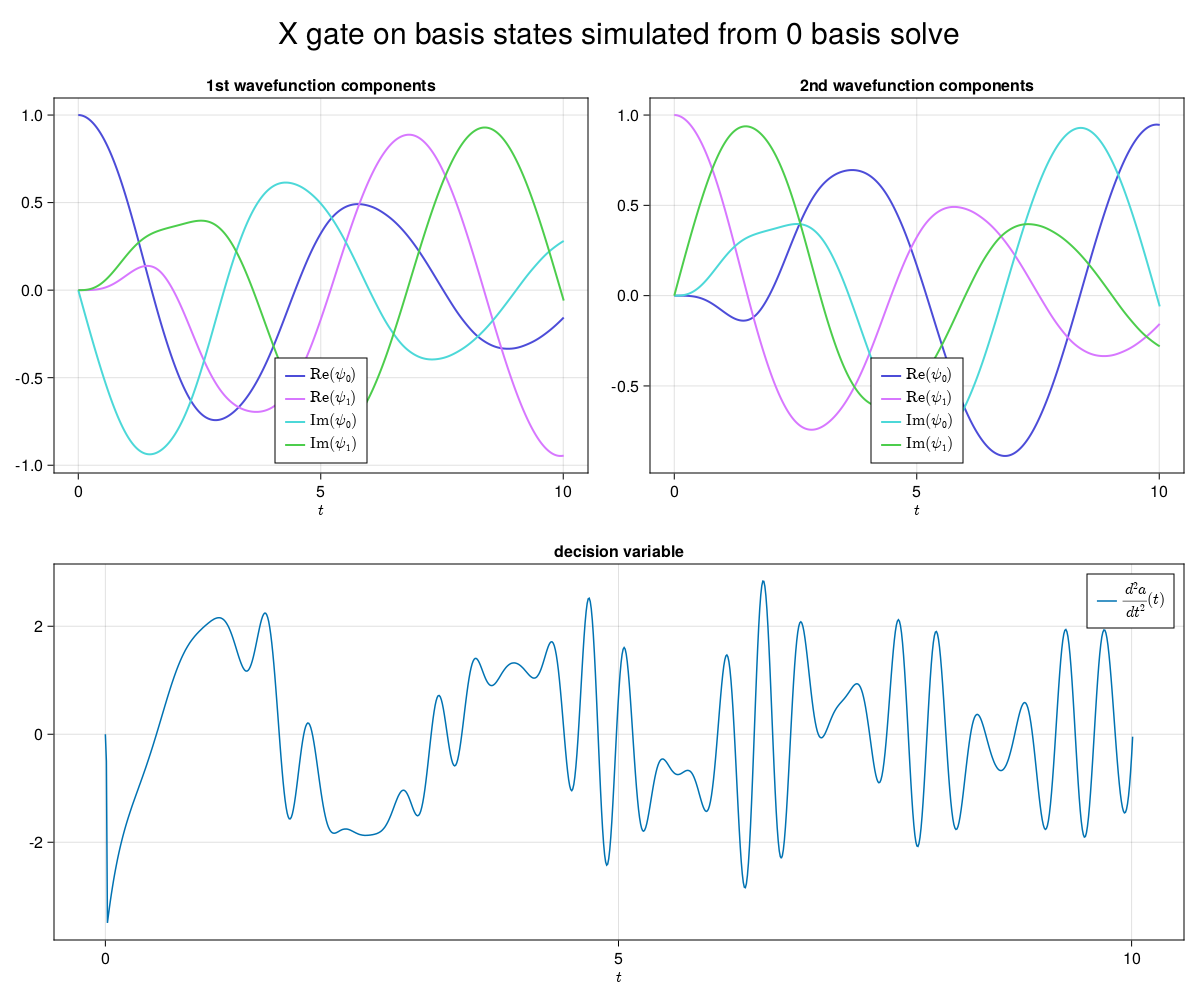 X gate on basis states simulated from 0 basis solve
1st wavefunction components
1.0
0.5
0.0
-0.5
-1.0
0
5
10
t
Re(ψ₀)
Re(ψ₁)
Im(ψ₀)
Im(ψ₁)
2nd wavefunction components
1.0
0.5
0.0
-0.5
0
5
10
t
Re(ψ₀)
Re(ψ₁)
Im(ψ₀)
Im(ψ₁)
decision variable
2
0
-2
0
5
10
t
d²a
dt²
(t)